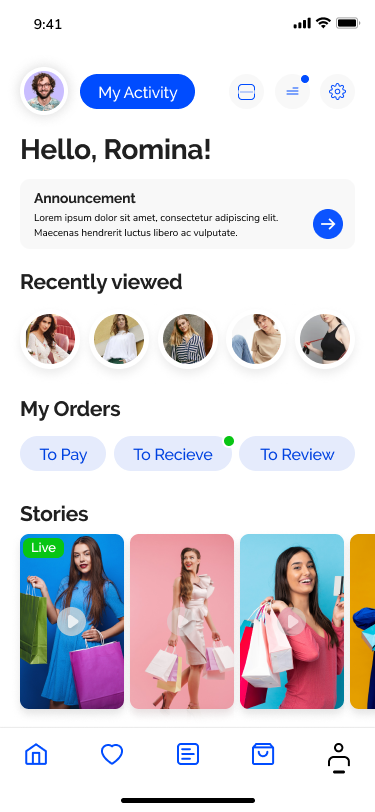 9:41
My Activity
Hello, Romina!
Announcement
Lorem ipsum dolor sit amet, consectetur adipiscing elit.
Maecenas hendrerit luctus libero ac vulputate.
Recently viewed
My Orders
To Pay
To Recieve
To Review
Stories
Live